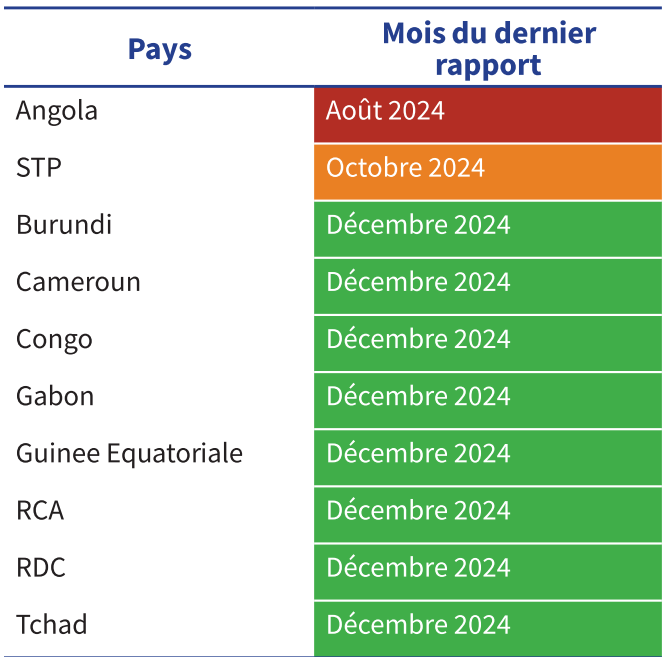 Pays
Mois du dernier
rapport
Angola Août 2024
STP Octobre 2024
Burundi Décembre 2024
Cameroun Décembre 2024
Congo Décembre 2024
Gabon Décembre 2024
Guinee Equatoriale Décembre 2024
RCA Décembre 2024
RDC Décembre 2024
Tchad Décembre 2024